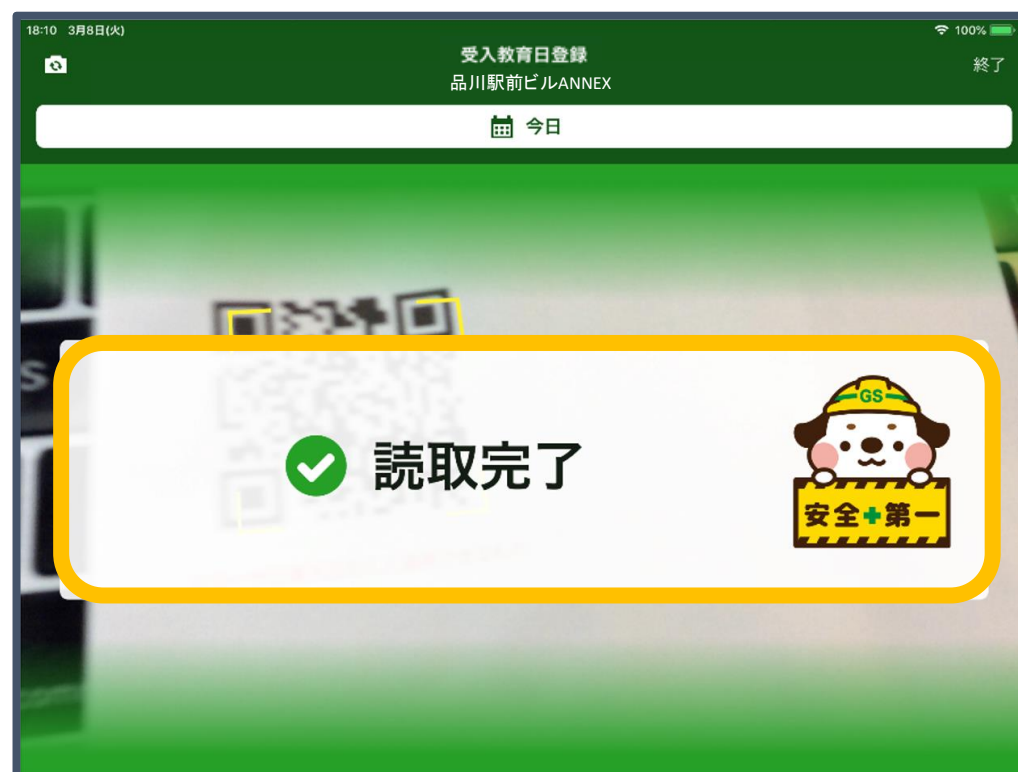 18:10 3月8日(火)
100%
受入教育日登録
品川駅前ビルANNEX
終了
今日
S
読取完了
GS
安全+第一